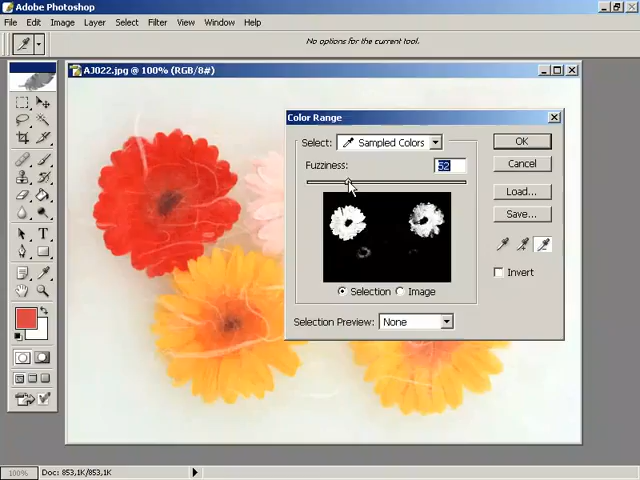 Adobe Photoshop
File Edit Image Layer Select Filter View Window Help
No options for the current tool.
AJ022.jpg @ 100% (RGB/8#)
Color Range
Select: Sampled Colors
OK
Fuzziness: 52
Cancel
Load...
Save...
Invert
Selection Image
Selection Preview: None
T
100% Doc: 853,1K/853,1K